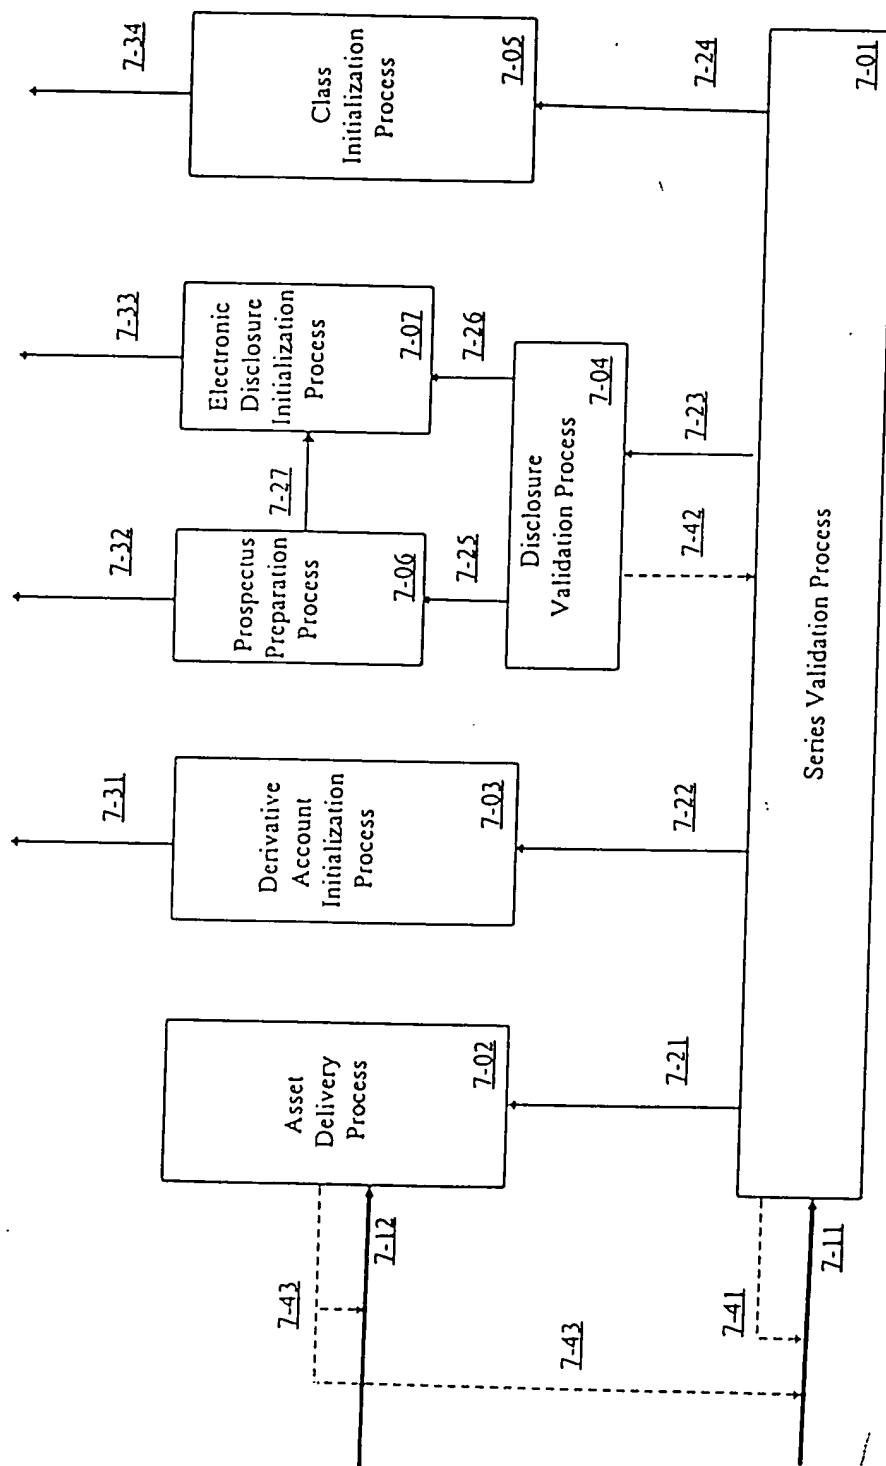 7-34
Class
Initialization
Process
7-05
7-24
7-01
7-33
Electronic
Disclosure
Initialization
Process
7-07
7-26
7-27
7-32
Prospectus
Preparation
Process
7-06
7-25
Disclosure
Validation Process
7-04
7-23
7-42
Series Validation Process
7-31
Derivative
Account
Initialization
Process
7-03
7-22
Asset
Delivery
Process
7-02
7-21
7-12
7-43
7-43
7-41
7-11